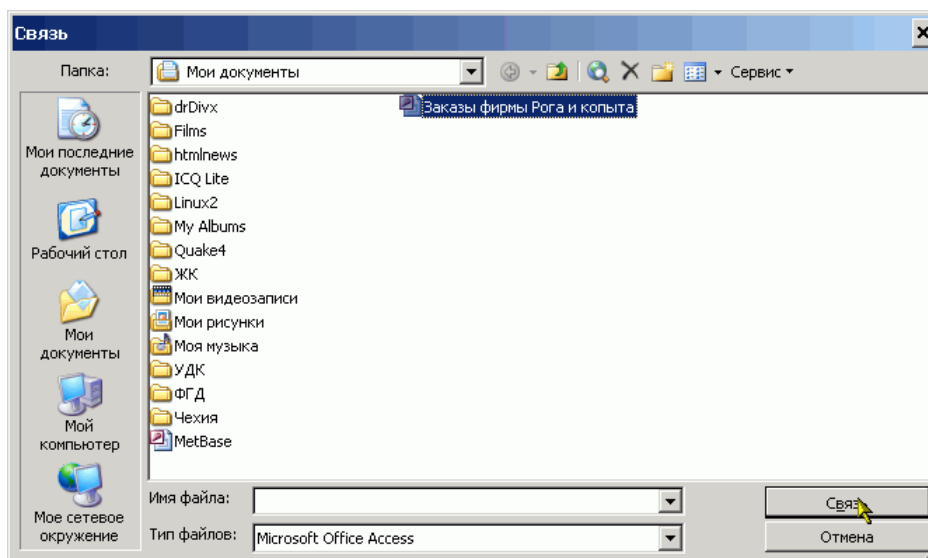 Связь
Папка:
Мои документы
Сервис
Мои последние
документы
Рабочий стол
Мои
документы
Мой
компьютер
Мое сетевое
окружение
drDivx
Films
htmlnews
ICQ Lite
Linux2
My Albums
Quake4
ЖК
Мои видеозаписи
Мои рисунки
Моя музыка
УДК
ФГД
Чехия
MetBase
Заказы фирмы Рога и копыта
Имя файла:
Связь
Тип файлов:
Microsoft Office Access
Отмена